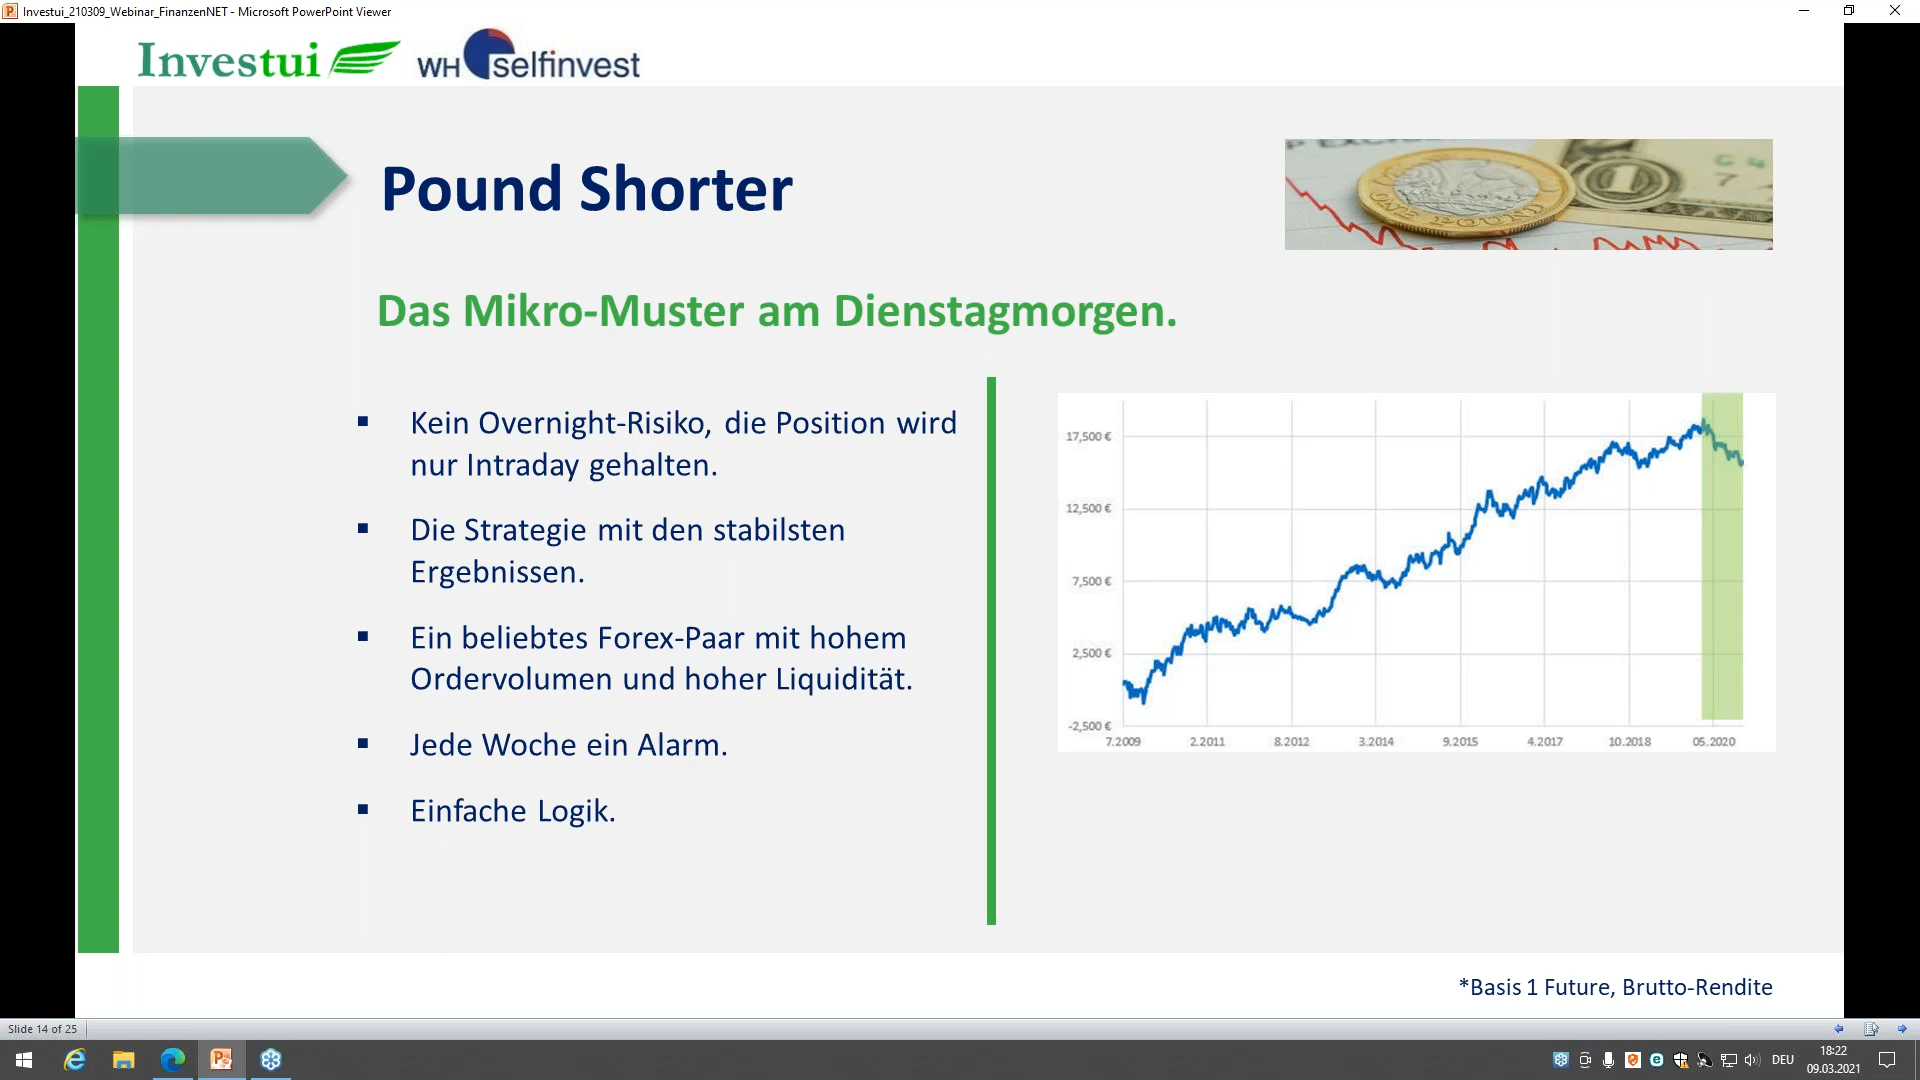 Investui_210309_Webinar_FinanzenNET - Microsoft PowerPoint Viewer
Investui
WH selfinvest
Pound Shorter
ONE POUND
1
7
Das Mikro-Muster am Dienstagmorgen.
Kein Overnight-Risiko, die Position wird
nur Intraday gehalten.
Die Strategie mit den stabilsten
Ergebnissen.
Ein beliebtes Forex-Paar mit hohem
Ordervolumen und hoher Liquidität.
Jede Woche ein Alarm.
Einfache Logik.
17,500 €
12,500 €
7,500 €
2,500 €
-2,500 €
7.2009 2.2011 8.2012 3.2014 9.2015 4.2017 10.2018 05.2020
*Basis 1 Future, Brutto-Rendite
Slide 14 of 25
DEU
18:22
09.03.2021